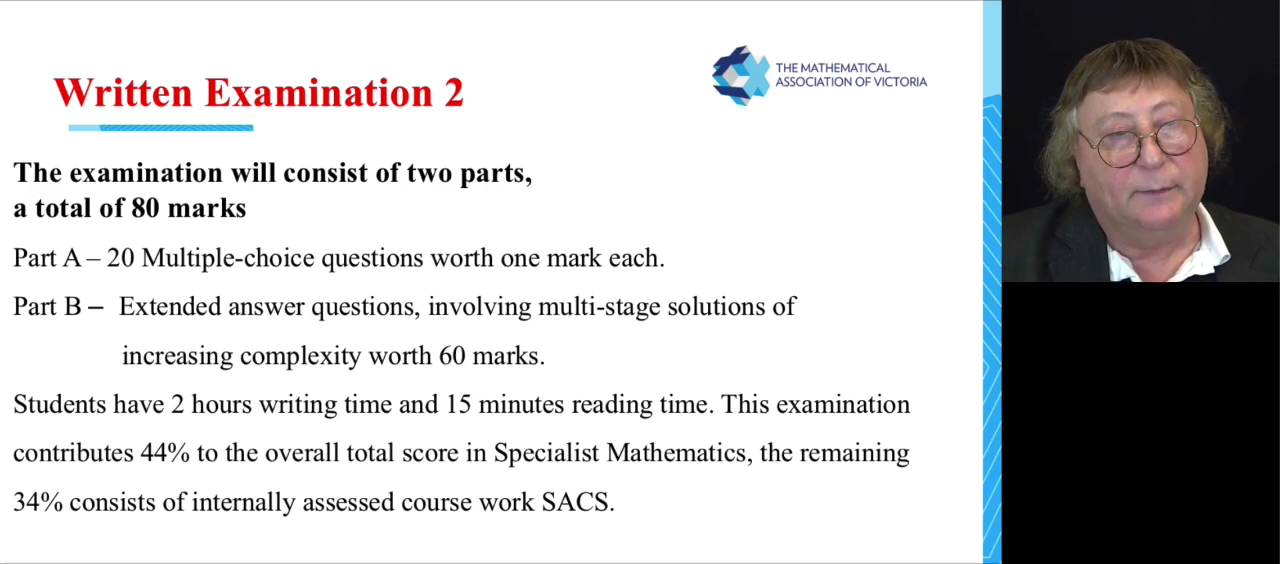 THE MATHEMATICAL
ASSOCIATION OF VICTORIA
Written Examination 2
The examination will consist of two parts,
a total of 80 marks
Part A – 20 Multiple-choice questions worth one mark each.
Part B – Extended answer questions, involving multi-stage solutions of
increasing complexity worth 60 marks.
Students have 2 hours writing time and 15 minutes reading time. This examination
contributes 44% to the overall total score in Specialist Mathematics, the remaining
34% consists of internally assessed course work SACS.